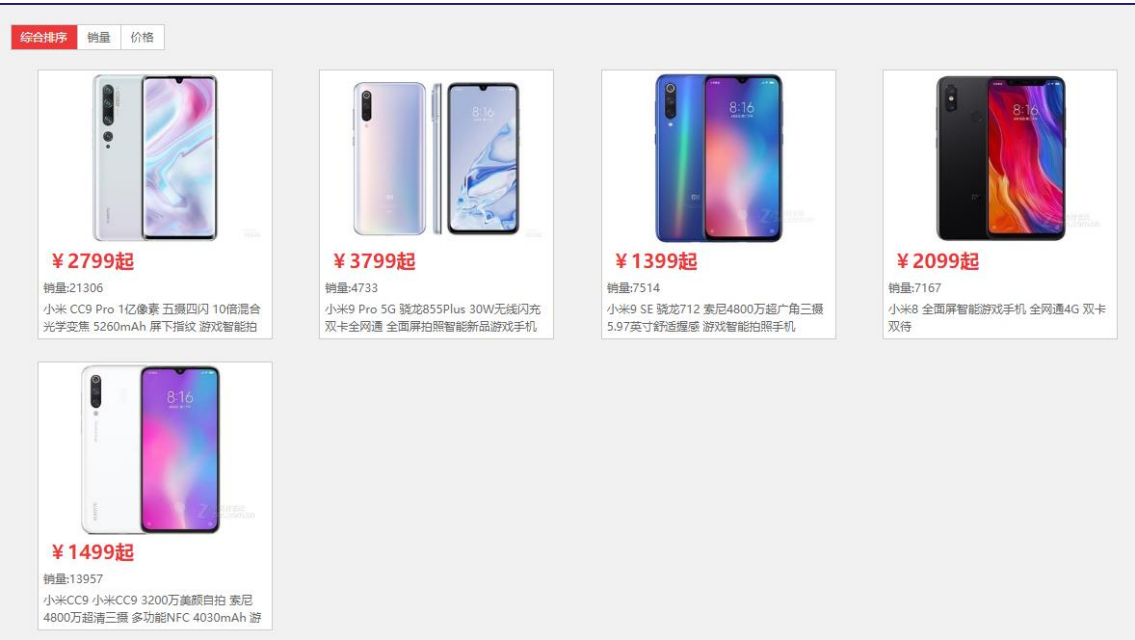 综合排序 销量 价格
￥2799起
销量:21306
小米 CC9 Pro 1亿像素 五摄四闪 10倍混合
光学变焦 5260mAh 屏下指纹 游戏智能拍
8:16
￥3799起
销量:4733
小米9 Pro 5G 骁龙855Plus 30W无线闪充
双卡全网通 全面屏拍照智能新品游戏手机
8:16
￥1399起
销量:7514
小米9 SE 骁龙712 索尼4800万超广角三摄
5.97英寸舒适握感 游戏智能拍照手机
8:16
￥2099起
销量:7167
小米8 全面屏智能游戏手机 全网通4G 双卡
双待
8:16
￥1499起
销量:13957
小米CC9 小米CC9 3200万美颜自拍 索尼
4800万超清三摄 多功能NFC 4030mAh 游